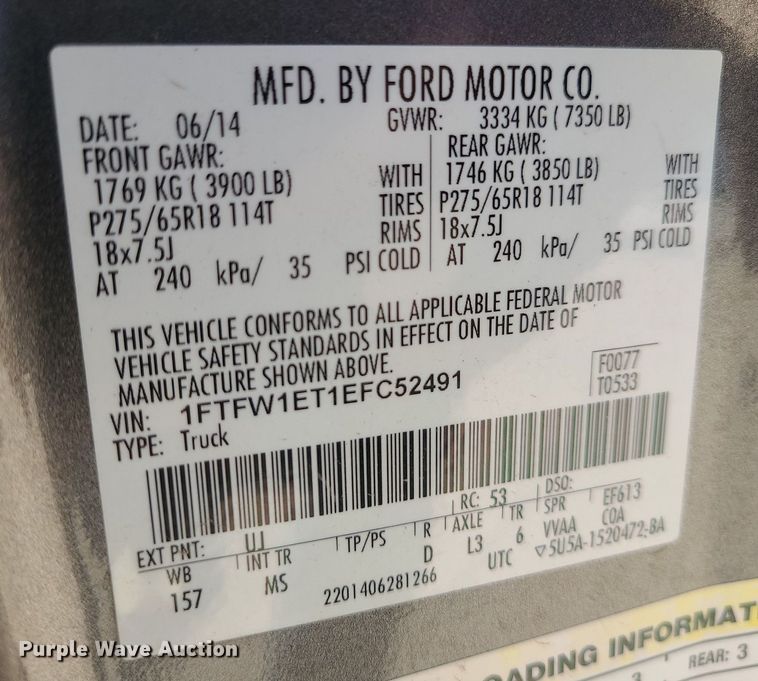 MFD. BY FORD MOTOR CO.
DATE: 06/14 GVWR: 3334 KG ( 7350 LB)
FRONT GAWR: REAR GAWR:
1769 KG ( 3900 LB) WITH 1746 KG ( 3850 LB) WITH
P275/65R18 114T TIRES P275/65R18 114T TIRES
18x7.5J RIMS 18x7.5J RIMS
AT 240 kPa/ 35 PSI COLD AT 240 kPa/ 35 PSI COLD
THIS VEHICLE CONFORMS TO ALL APPLICABLE FEDERAL MOTOR
VEHICLE SAFETY STANDARDS IN EFFECT ON THE DATE OF
MANUFACTURE SHOWN ABOVE.
VIN: 1FTFW1ET1EFC52491 F0077
TYPE: Truck T0533
EXT PNT: UJ RC: 53 DSO: EF613
WB INT TR TP/PS R AXLE TR SPR COA
157 MS D L3 6 VVAA
2201406281266 UTC ▽5U5A-1520472-BA
OADING INFORMAT
3 REAR: 3
Purple Wave Auction